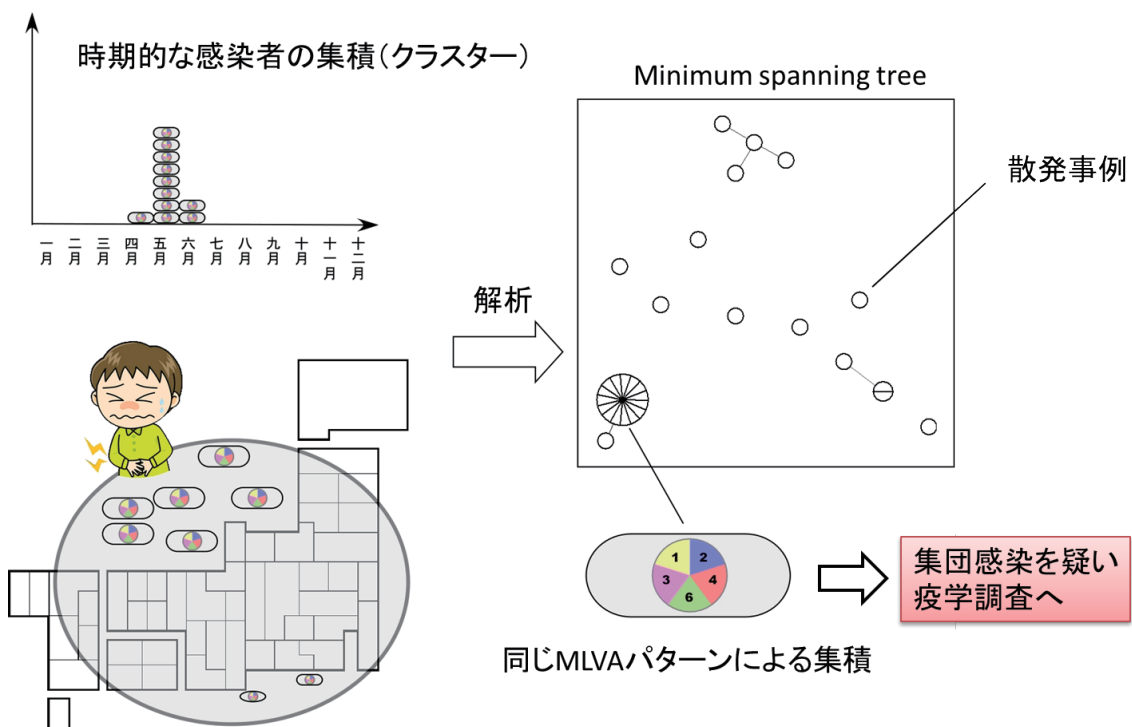 時期的な感染者の集積(クラスター)
一月
二月
三月
四月
五月
六月
七月
八月
九月
十月
十一月
十二月
解析
Minimum spanning tree
散発事例
1
2
3
4
6
同じMLVAパターンによる集積
集団感染を疑い
疫学調査へ